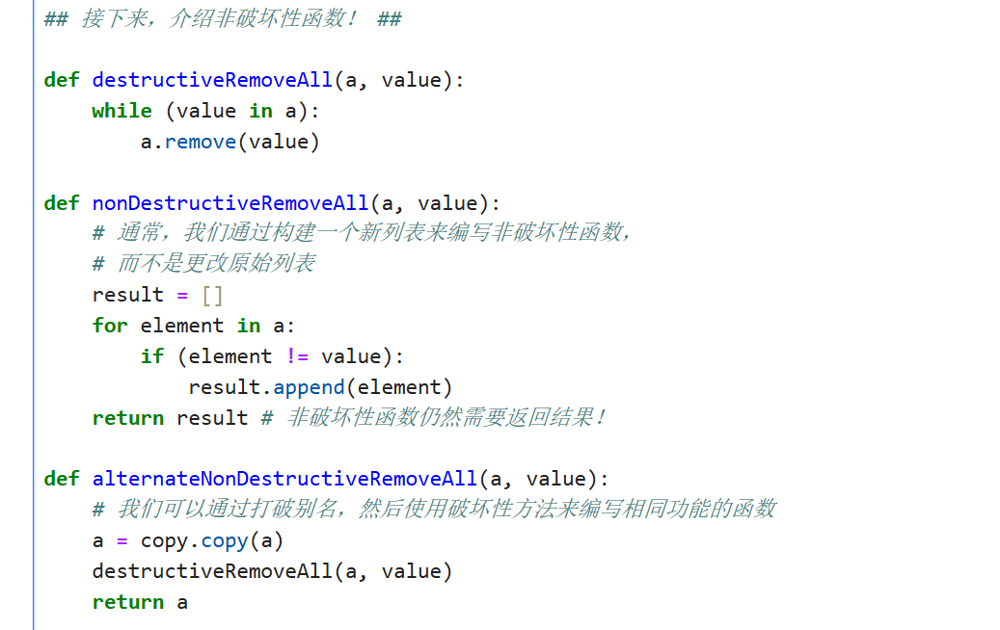 ## 接下来，介绍非破坏性函数！ ##
def destructiveRemoveAll(a, value):
    while (value in a):
        a.remove(value)
def nonDestructiveRemoveAll(a, value):
    # 通常，我们通过构建一个新列表来编写非破坏性函数，
    # 而不是更改原始列表
    result = []
    for element in a:
        if (element != value):
            result.append(element)
    return result # 非破坏性函数仍然需要返回结果！
def alternateNonDestructiveRemoveAll(a, value):
    # 我们可以通过打破别名，然后使用破坏性方法来编写相同功能的函数
    a = copy.copy(a)
    destructiveRemoveAll(a, value)
    return a